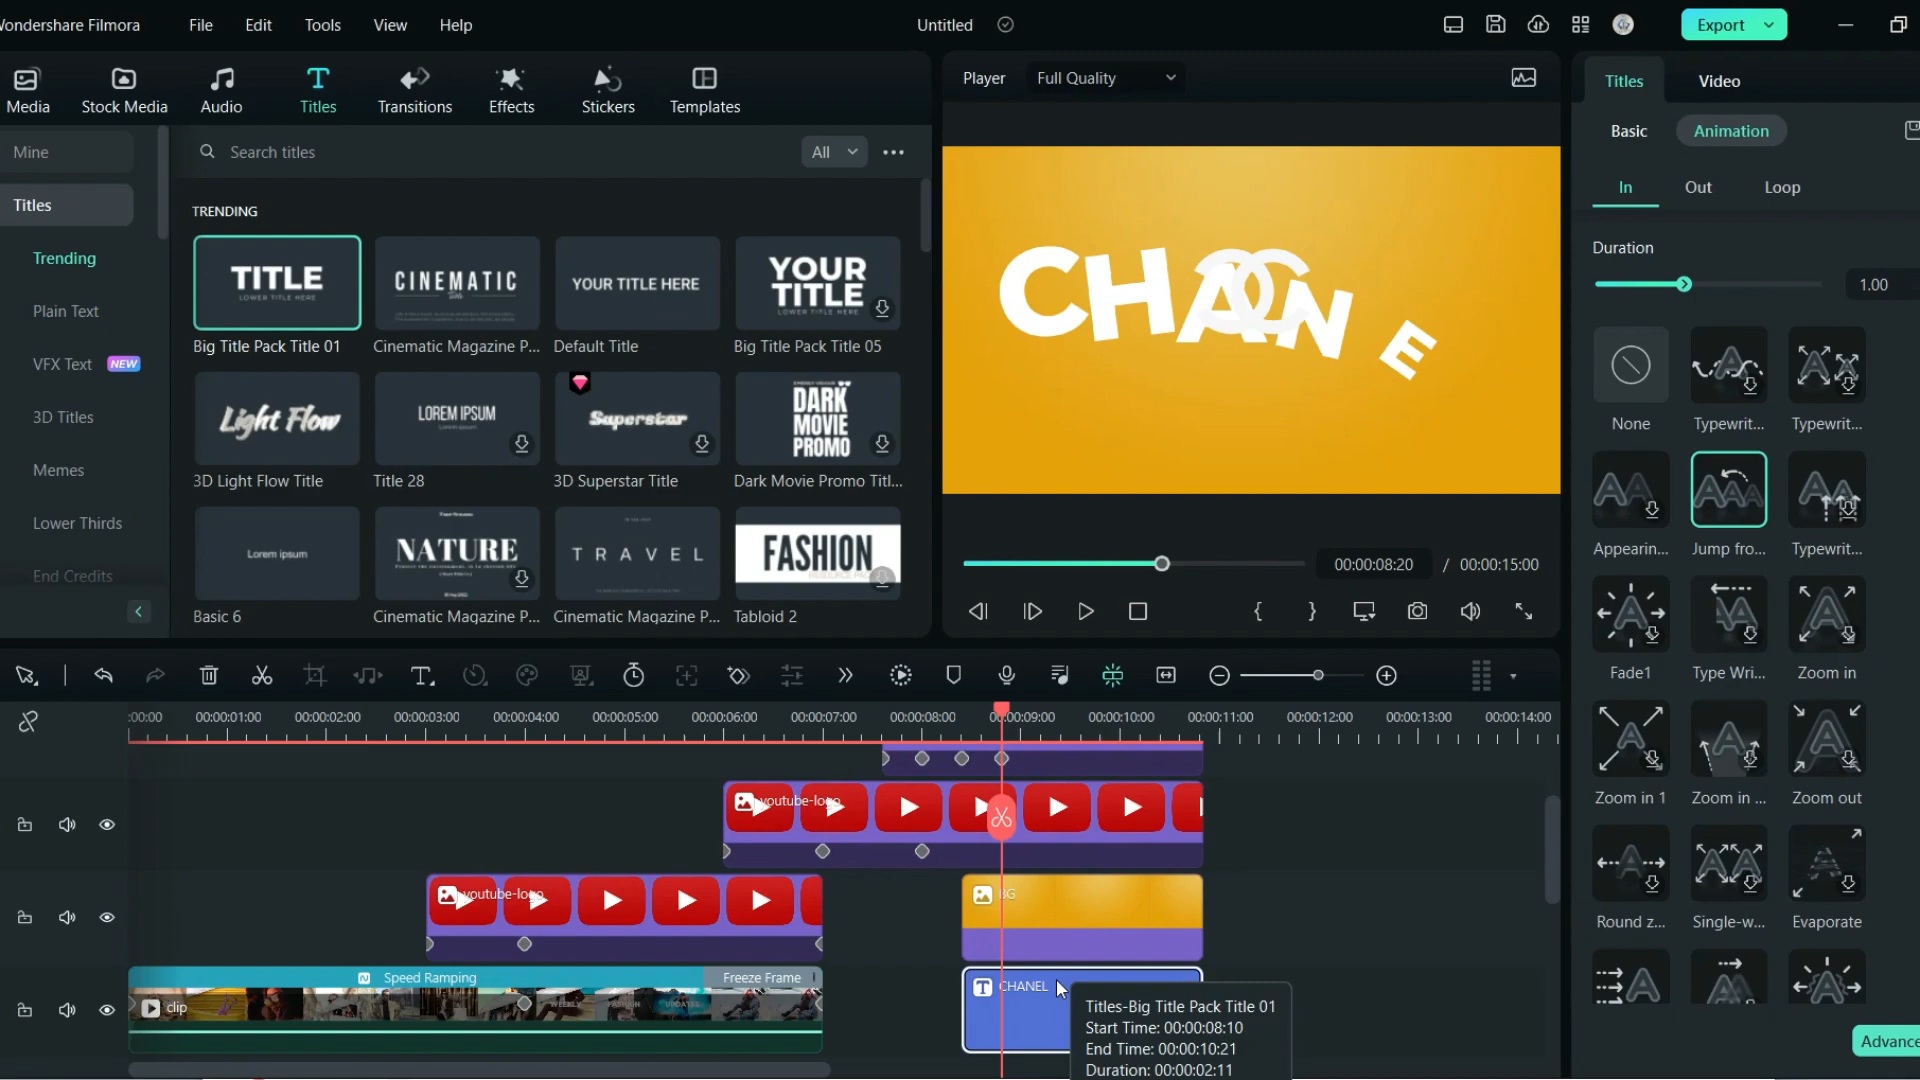 Wondershare Filmora
File
Edit
Tools
View
Help
Untitled
Export
Media
Stock Media
Audio
Titles
Transitions
Effects
Stickers
Templates
Player
Full Quality
Titles
Video
Mine
Search titles
All
Basic
Animation
Titles
In
Out
Loop
TRENDING
Trending
Plain Text
VFX Text
NEW
3D Titles
Memes
Lower Thirds
End Credits
TITLE
LOWER TITLE HERE
CINEMATIC
YOUR TITLE HERE
YOUR
TITLE
LOWER TITLE HERE
Big Title Pack Title 01
Cinematic Magazine P...
Default Title
Big Title Pack Title 05
Light Flow
LOREM IPSUM
Lorem ipsum
Superstar
DARK
MOVIE
PROMO
3D Light Flow Title
Title 28
3D Superstar Title
Dark Movie Promo Titl...
Lorem ipsum
NATURE
TRAVEL
FASHION
Basic 6
Cinematic Magazine P...
Cinematic Magazine P...
Tabloid 2
CHAN E
00:00:08:20
/ 00:00:15:00
Duration
1.00
None
Typewrit...
Typewrit...
Appearin...
Jump fro...
Typewrit...
Fade1
Type Wri...
Zoom in
Zoom in 1
Zoom in ...
Zoom out
Round z...
Single-w...
Evaporate
Advance
:00:00
00:00:01:00
00:00:02:00
00:00:03:00
00:00:04:00
00:00:05:00
00:00:06:00
00:00:07:00
00:00:08:00
00:00:09:00
00:00:10:00
00:00:11:00
00:00:12:00
00:00:13:00
00:00:14:00
youtube-logo
youtube-logo
BG
Speed Ramping
Freeze Frame
clip
WEEKLY
FASHION
UPDATES
CHANEL
Titles-Big Title Pack Title 01
Start Time: 00:00:08:10
End Time: 00:00:10:21
Duration: 00:00:02:11